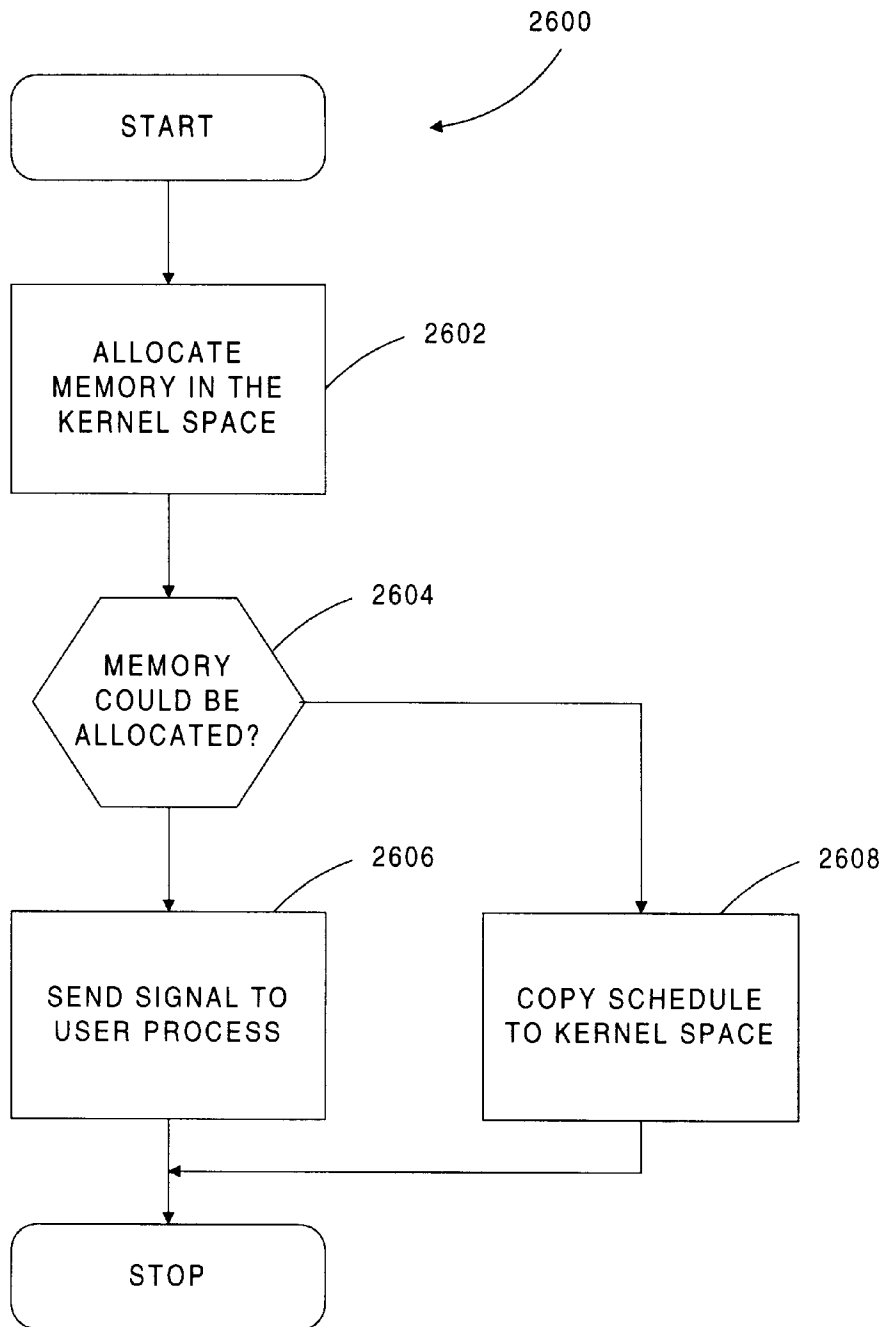 2600
START
2602
ALLOCATE
MEMORY IN THE
KERNEL SPACE
2604
MEMORY
COULD BE
ALLOCATED?
2606
2608
SEND SIGNAL TO
USER PROCESS
COPY SCHEDULE
TO KERNEL SPACE
STOP